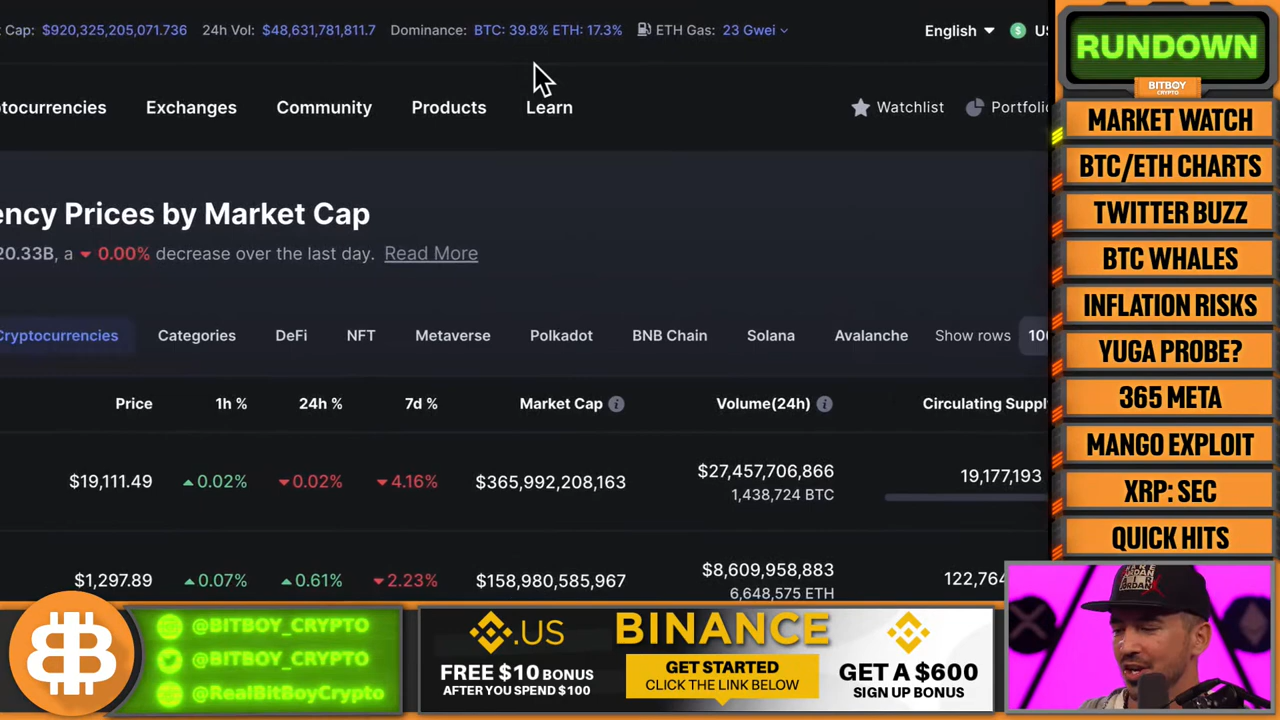 t Cap: $920,325,205,071.736 24h Vol: $48,631,781,811.7 Dominance: BTC: 39.8% ETH: 17.3% ETH Gas: 23 Gwei English
tocurrencies Exchanges Community Products Learn Watchlist Portfolio
ency Prices by Market Cap
20.33B, a 0.00% decrease over the last day. Read More
Cryptocurrencies Categories DeFi NFT Metaverse Polkadot BNB Chain Solana Avalanche Show rows 100
Price 1h % 24h % 7d % Market Cap Volume(24h) Circulating Supply
$19,111.49 0.02% 0.02% 4.16% $365,992,208,163 $27,457,706,866 19,177,193
1,438,724 BTC
$1,297.89 0.07% 0.61% 2.23% $158,980,585,967 $8,609,958,883 122,764
6,648,575 ETH
RUNDOWN
BITBOY
CRYPTO
MARKET WATCH
BTC/ETH CHARTS
TWITTER BUZZ
BTC WHALES
INFLATION RISKS
YUGA PROBE?
365 META
MANGO EXPLOIT
XRP: SEC
QUICK HITS
@BITBOY_CRYPTO
@BITBOY_CRYPTO
@RealBitBoyCrypto
.US
FREE $10 BONUS
AFTER YOU SPEND $100
BINANCE
GET STARTED
CLICK THE LINK BELOW
GET A $600
SIGN UP BONUS
JORDAN